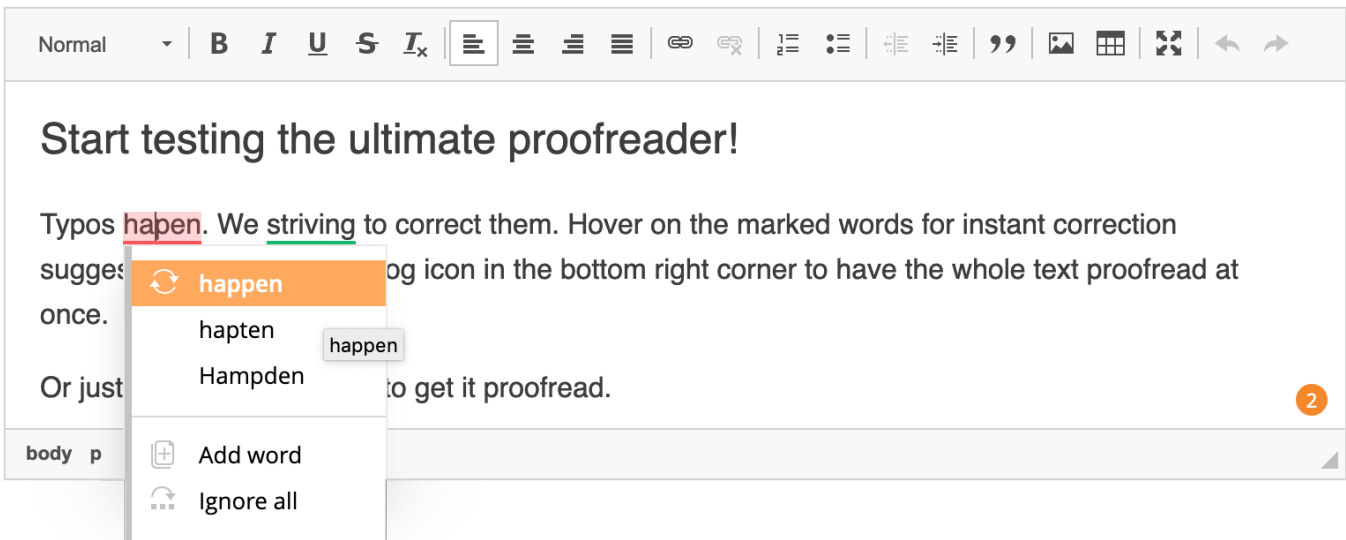 Normal
Start testing the ultimate proofreader!
Typos hapen. We striving to correct them. Hover on the marked words for instant correction
sugges og icon in the bottom right corner to have the whole text proofread at
once.
happen
hapten
happen
Hampden
Or just to get it proofread.
2
body p
Add word
Ignore all